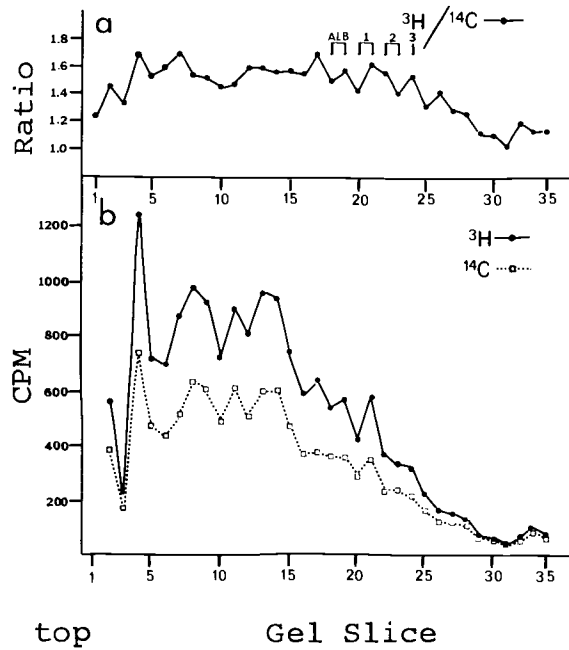 a
³H / ¹⁴C
ALB 1 2 3
Ratio
1.8
1.6
1.4
1.2
1.0
1 5 10 15 20 25 30 35
b
³H
¹⁴C
CPM
1200
1000
800
600
400
200
1 5 10 15 20 25 30 35
top Gel Slice